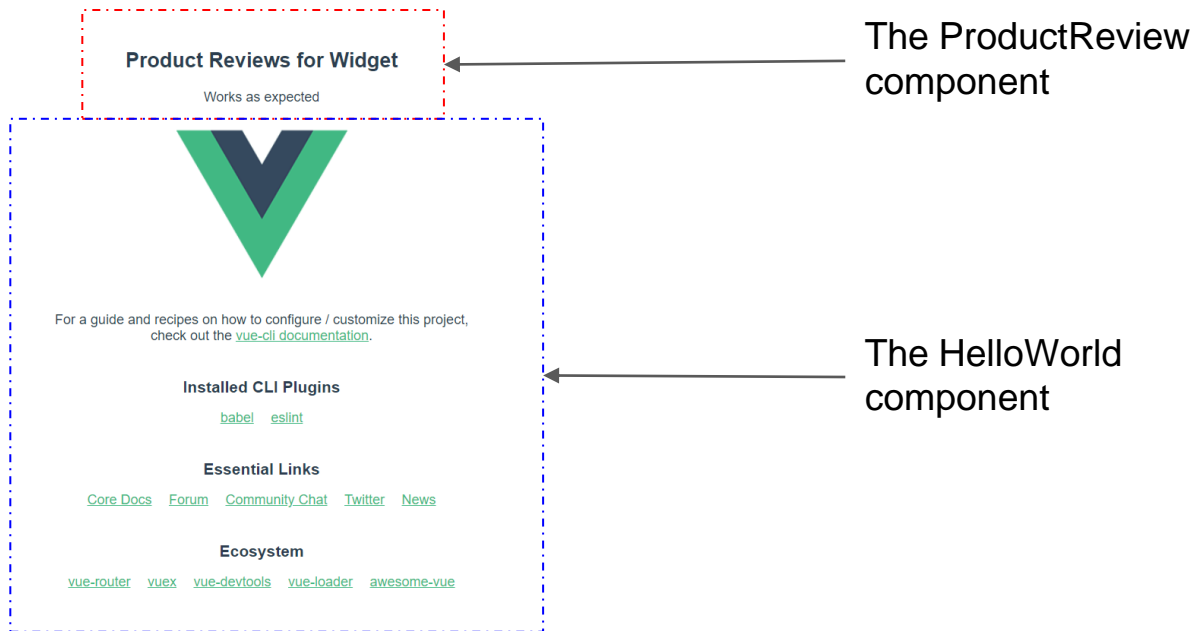 The ProductReview
component
Product Reviews for Widget
Works as expected
For a guide and recipes on how to configure / customize this project,
check out the vue-cli documentation.
The HelloWorld
component
Installed CLI Plugins
babel eslint
Essential Links
Core Docs Forum Community Chat Twitter News
Ecosystem
vue-router vuex vue-devtools vue-loader awesome-vue